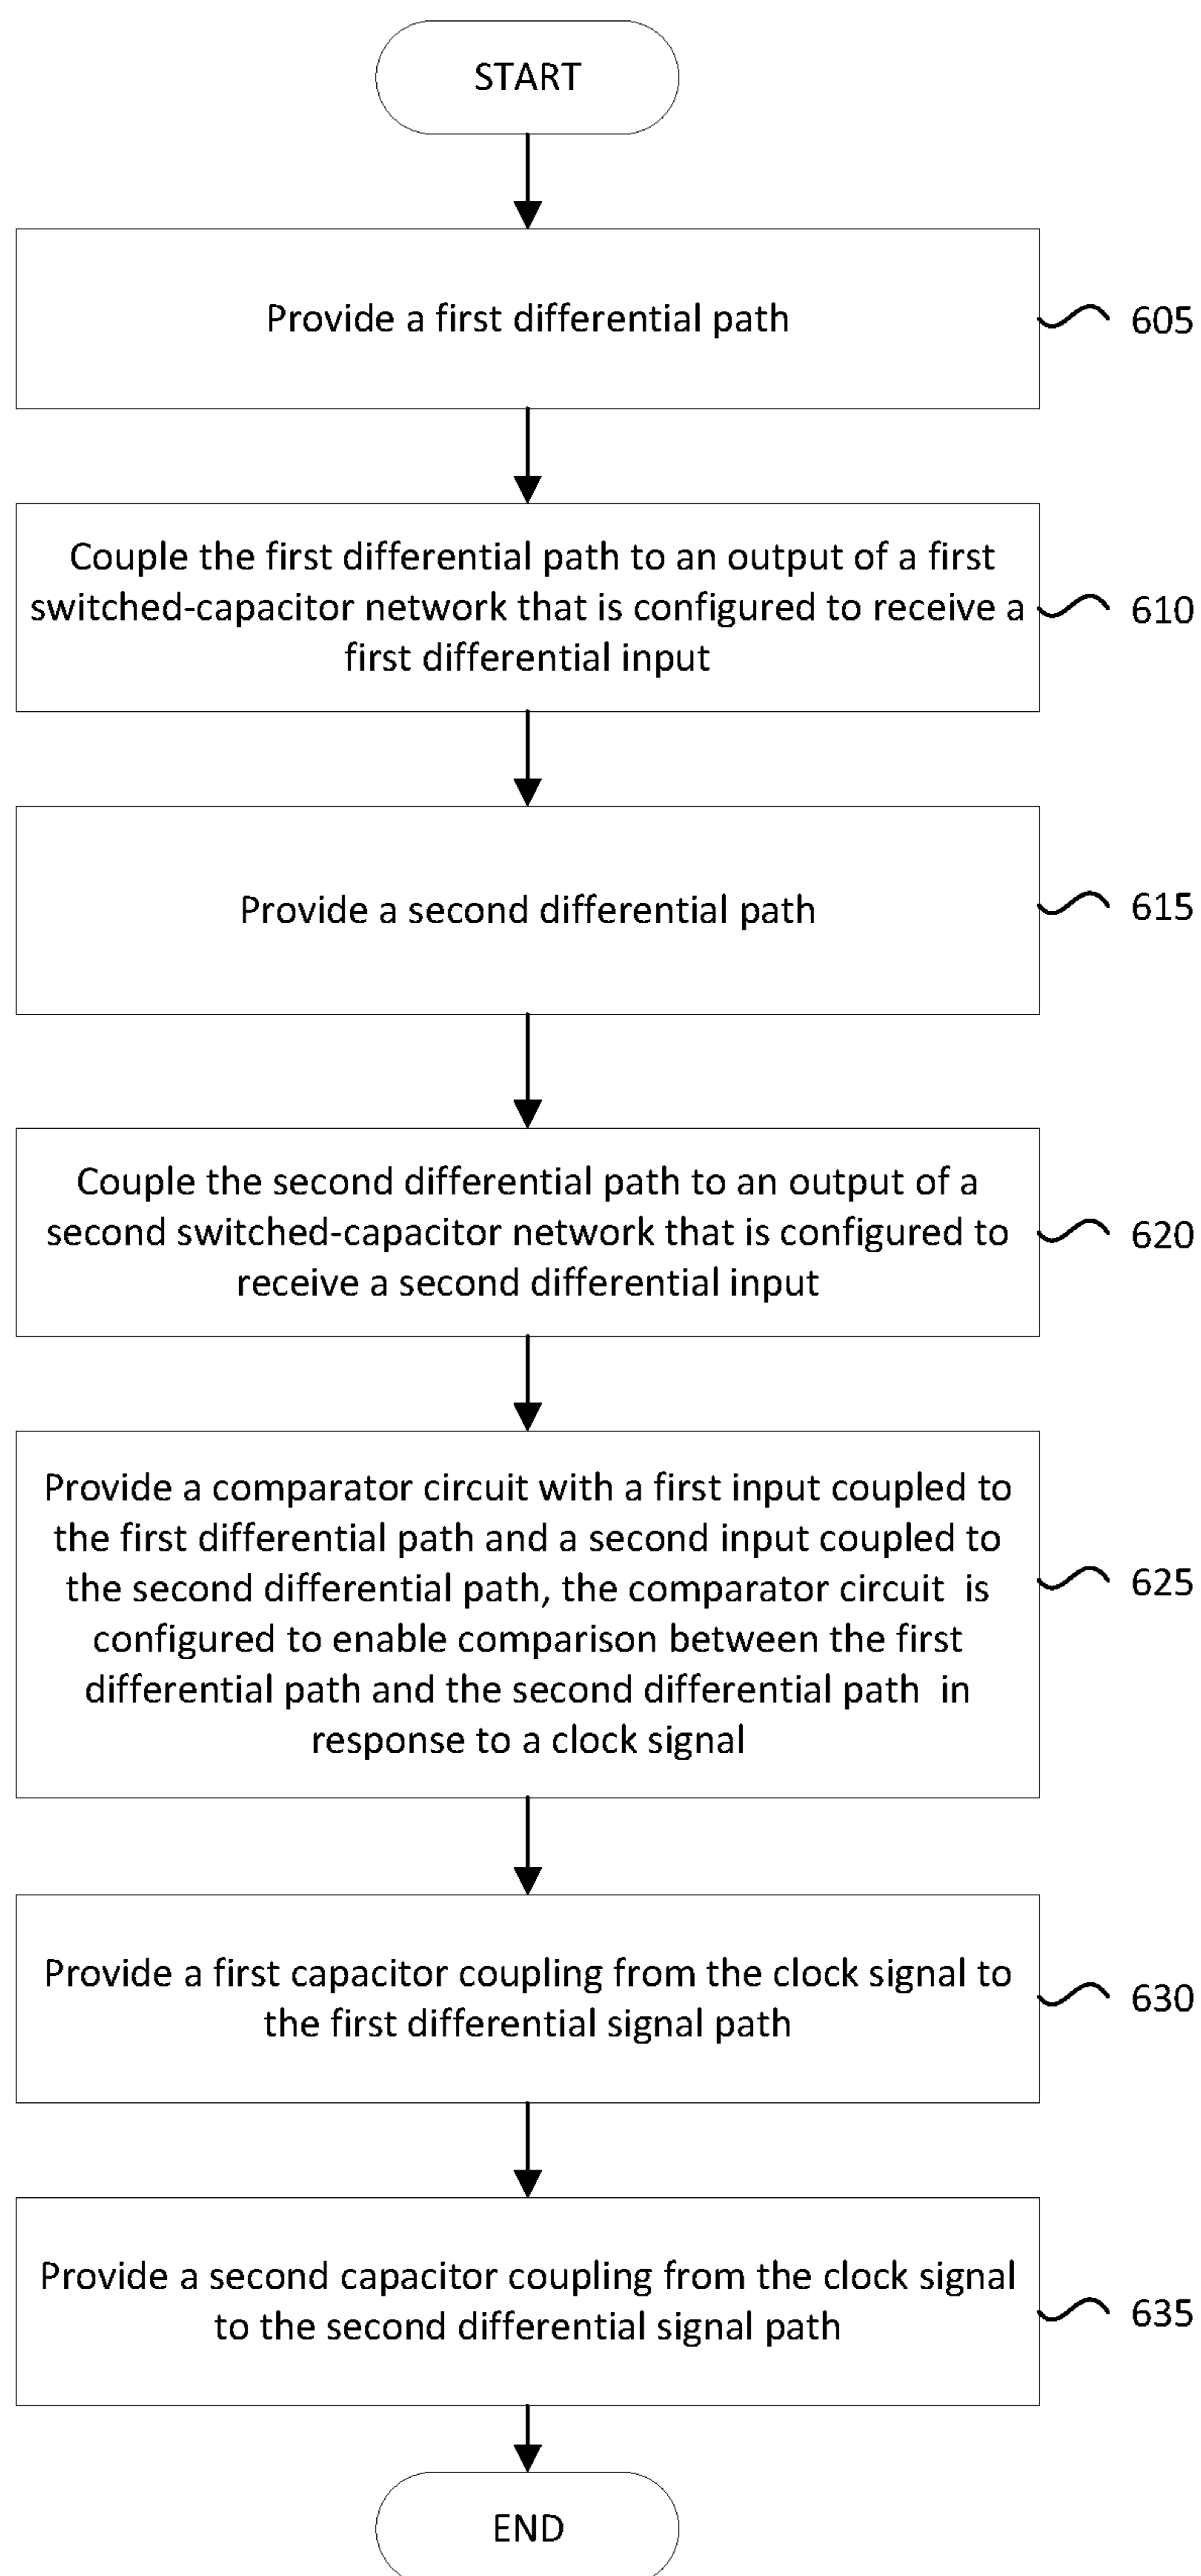 START
Provide a first differential path
605
Couple the first differential path to an output of a first
switched-capacitor network that is configured to receive a
first differential input
610
Provide a second differential path
615
Couple the second differential path to an output of a
second switched-capacitor network that is configured to
receive a second differential input
620
Provide a comparator circuit with a first input coupled to
the first differential path and a second input coupled to
the second differential path, the comparator circuit  is
configured to enable comparison between the first
differential path and the second differential path  in
response to a clock signal
625
Provide a first capacitor coupling from the clock signal to
the first differential signal path
630
Provide a second capacitor coupling from the clock signal
to the second differential signal path
635
END